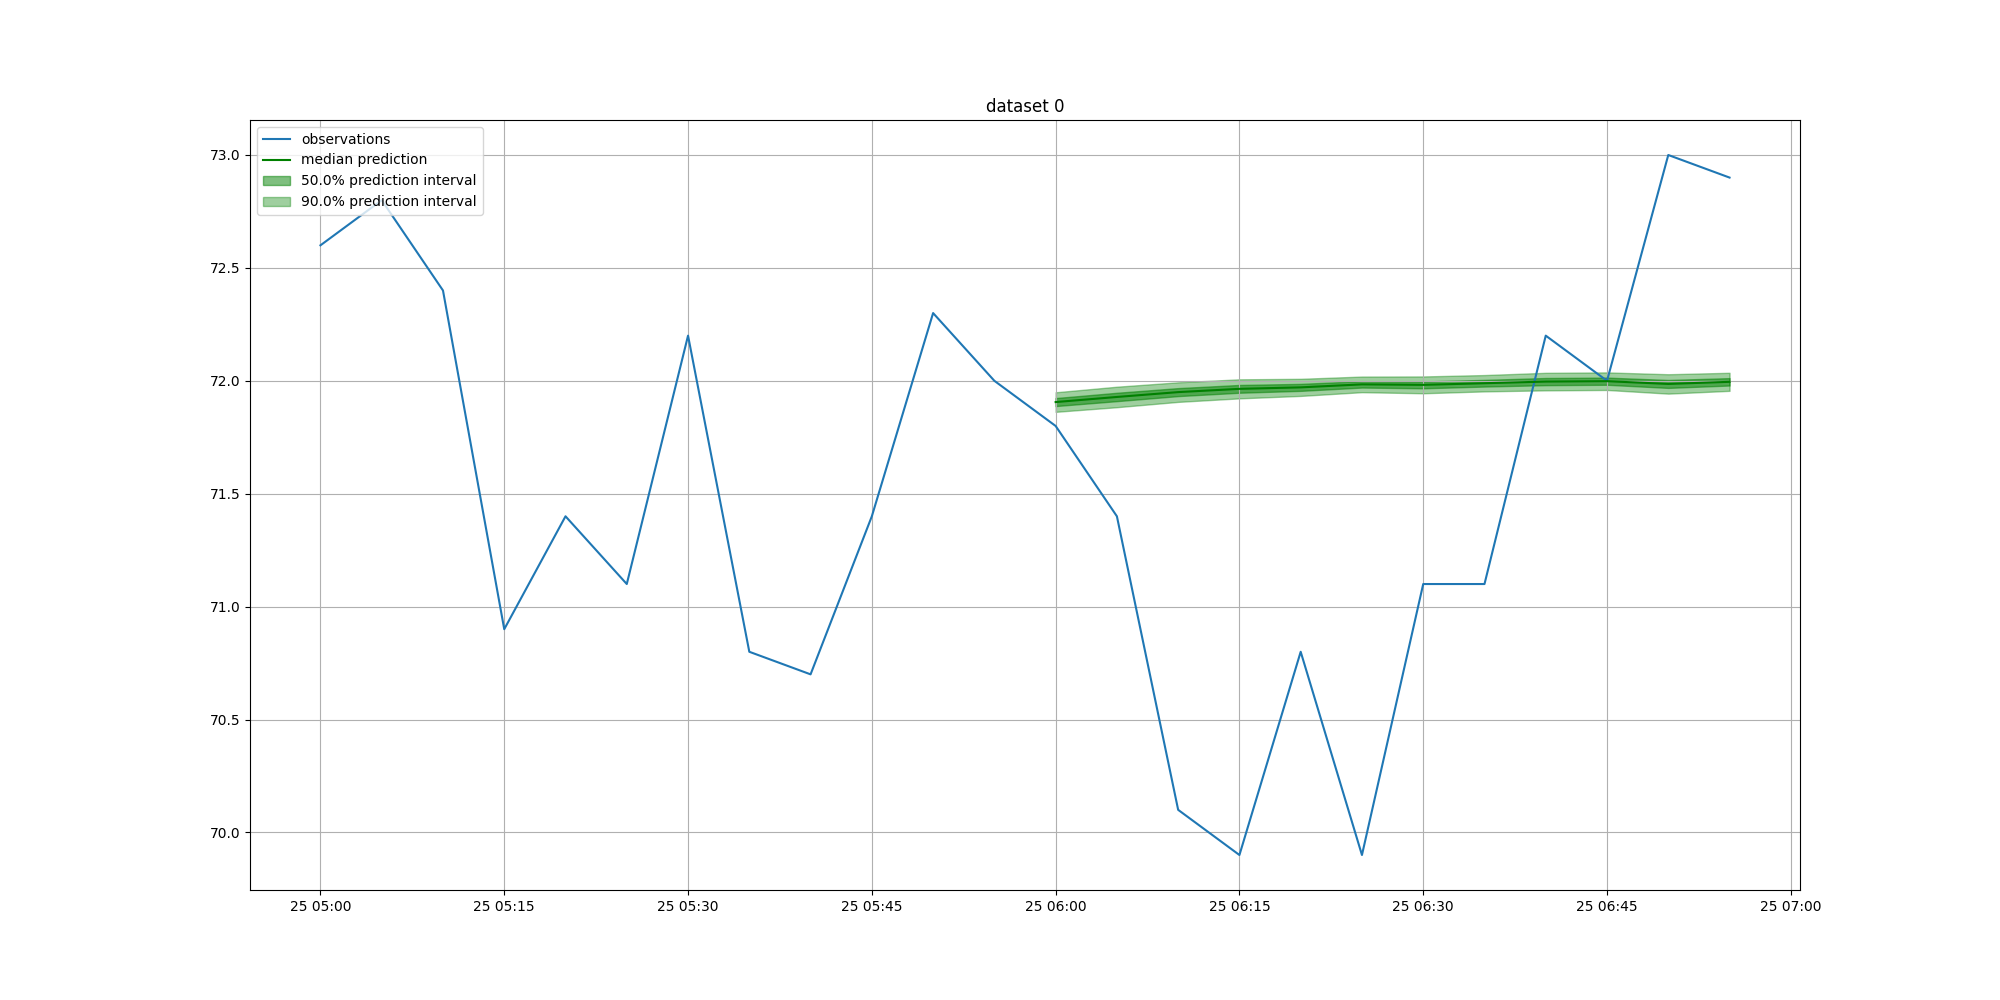 dataset 0
observations
median prediction
50.0% prediction interval
90.0% prediction interval
73.0
72.5
72.0
71.5
71.0
70.5
70.0
25 05:00 25 05:15 25 05:30 25 05:45 25 06:00 25 06:15 25 06:30 25 06:45 25 07:00